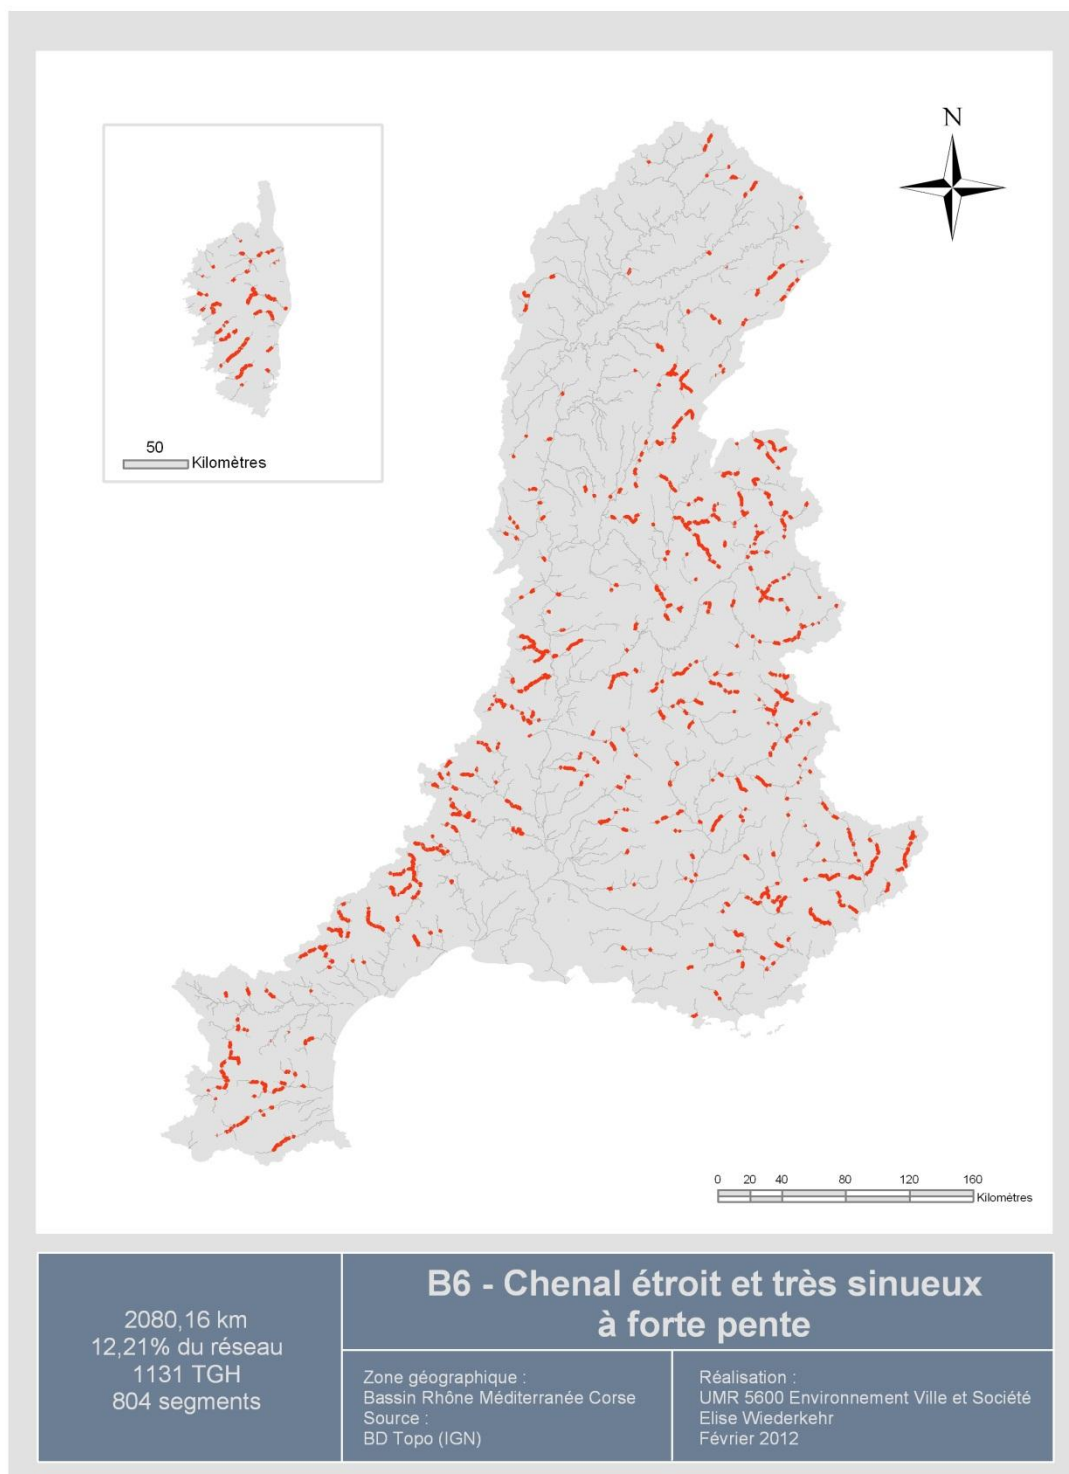 N
50
Kilomètres
0 20 40 80 120 160
Kilomètres
2080,16 km
12,21% du réseau
1131 TGH
804 segments
B6 - Chenal étroit et très sinueux
à forte pente
Zone géographique :
Bassin Rhône Méditerranée Corse
Source :
BD Topo (IGN)
Réalisation :
UMR 5600 Environnement Ville et Société
Elise Wiederkehr
Février 2012